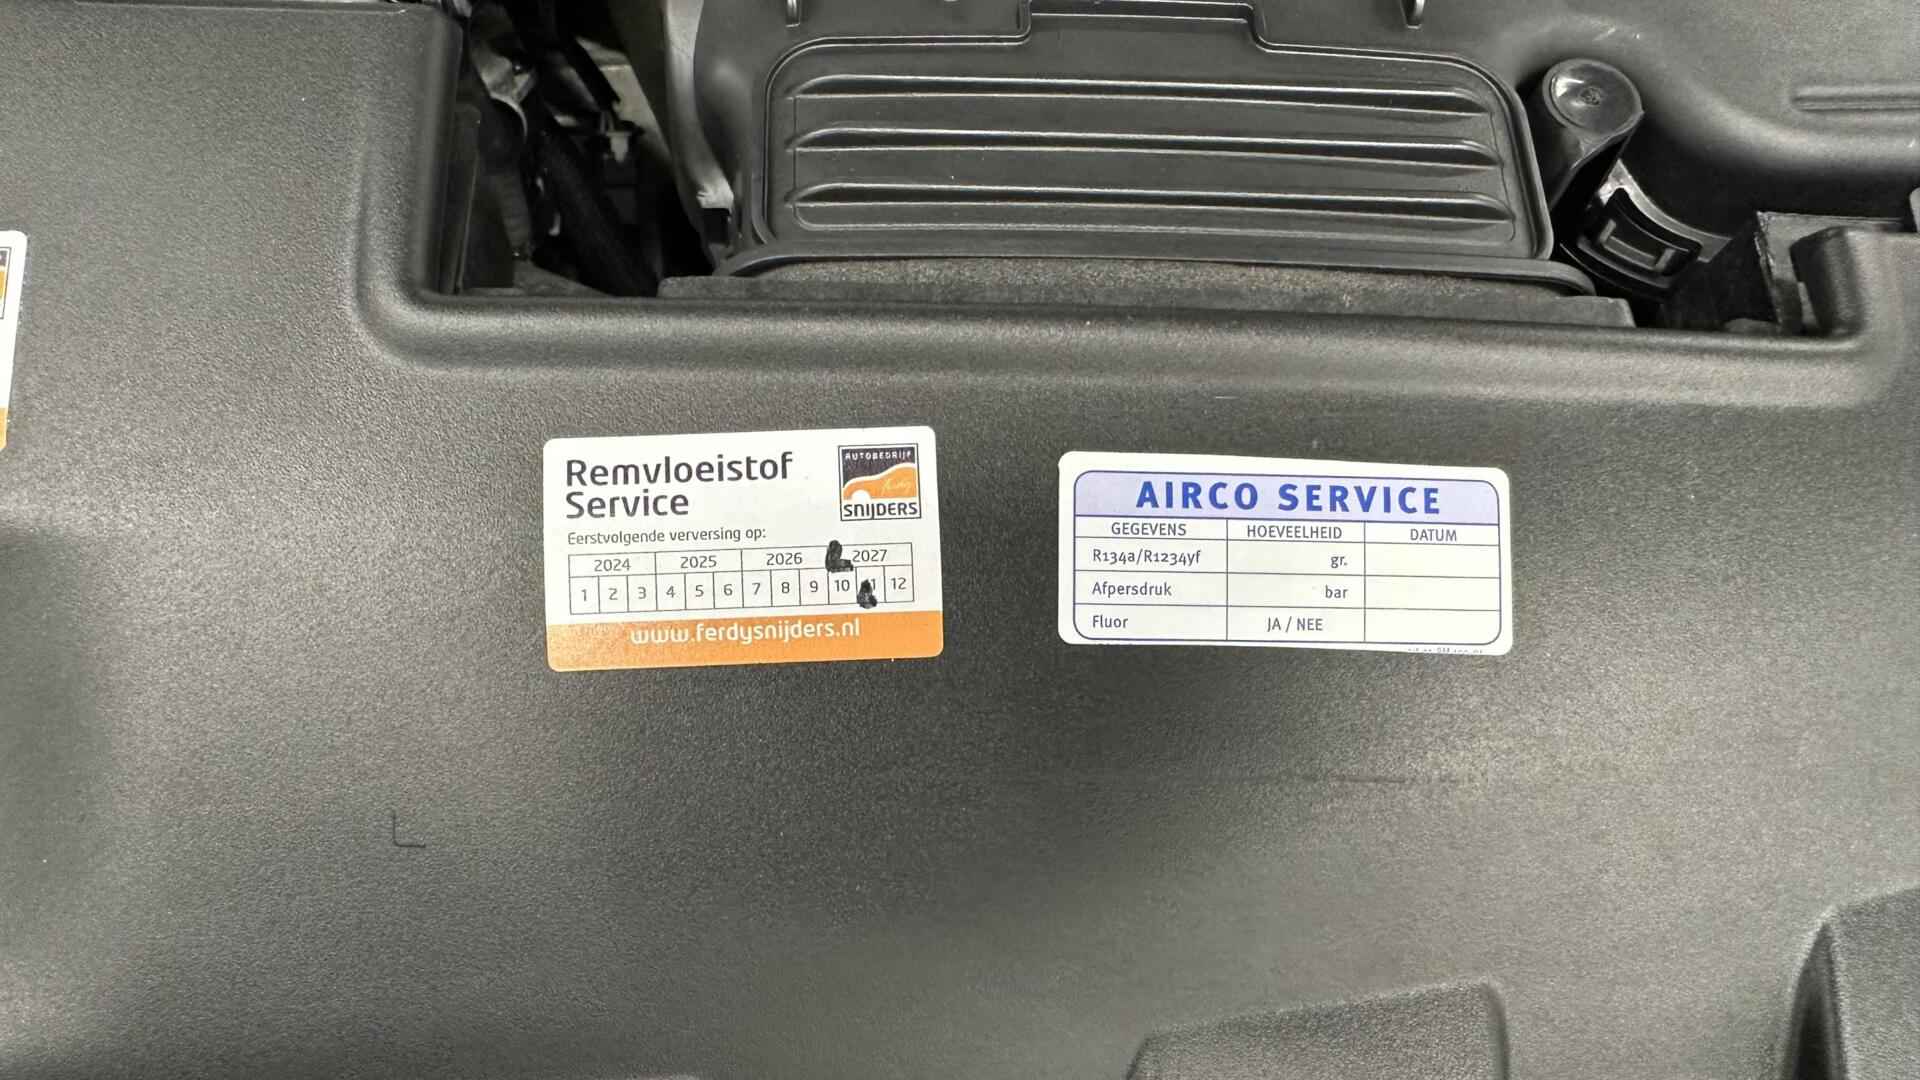 Remvloeistof
Service
AUTOBEDRIJF
SNIJDERS
Eerstvolgende verversing op:
2024 2025 2026 2027
1 2 3 4 5 6 7 8 9 10 12
www.ferdysnijders.nl
AIRCO SERVICE
GEGEVENS HOEVEELHEID DATUM
R134a/R1234yf gr.
Afpersdruk bar
Fluor JA / NEE